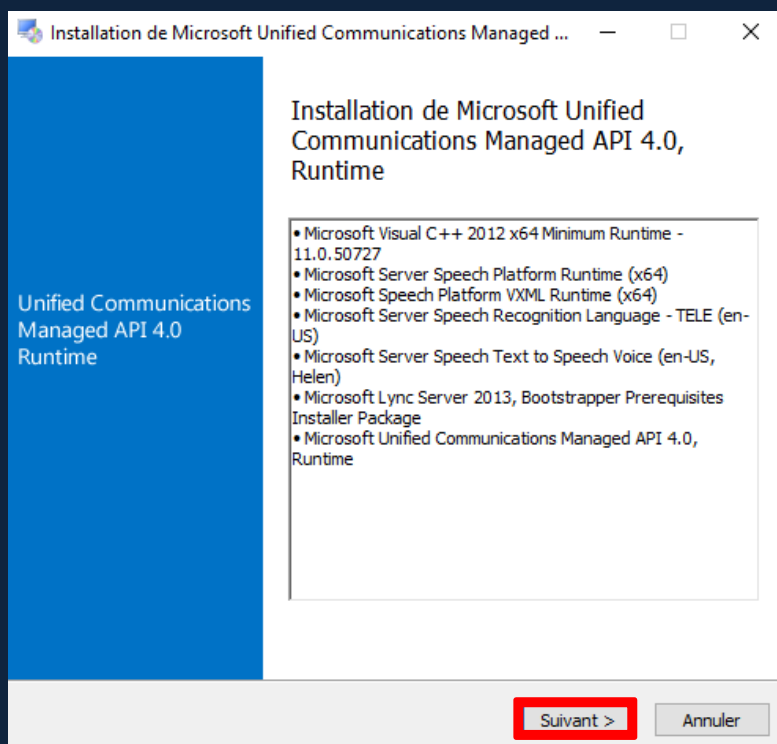 Installation de Microsoft Unified Communications Managed ...
Installation de Microsoft Unified
Communications Managed API 4.0,
Runtime
Unified Communications
Managed API 4.0
Runtime
• Microsoft Visual C++ 2012 x64 Minimum Runtime -
11.0.50727
• Microsoft Server Speech Platform Runtime (x64)
• Microsoft Speech Platform VXML Runtime (x64)
• Microsoft Server Speech Recognition Language - TELE (en-
US)
• Microsoft Server Speech Text to Speech Voice (en-US,
Helen)
• Microsoft Lync Server 2013, Bootstrapper Prerequisites
Installer Package
• Microsoft Unified Communications Managed API 4.0,
Runtime
Suivant >
Annuler